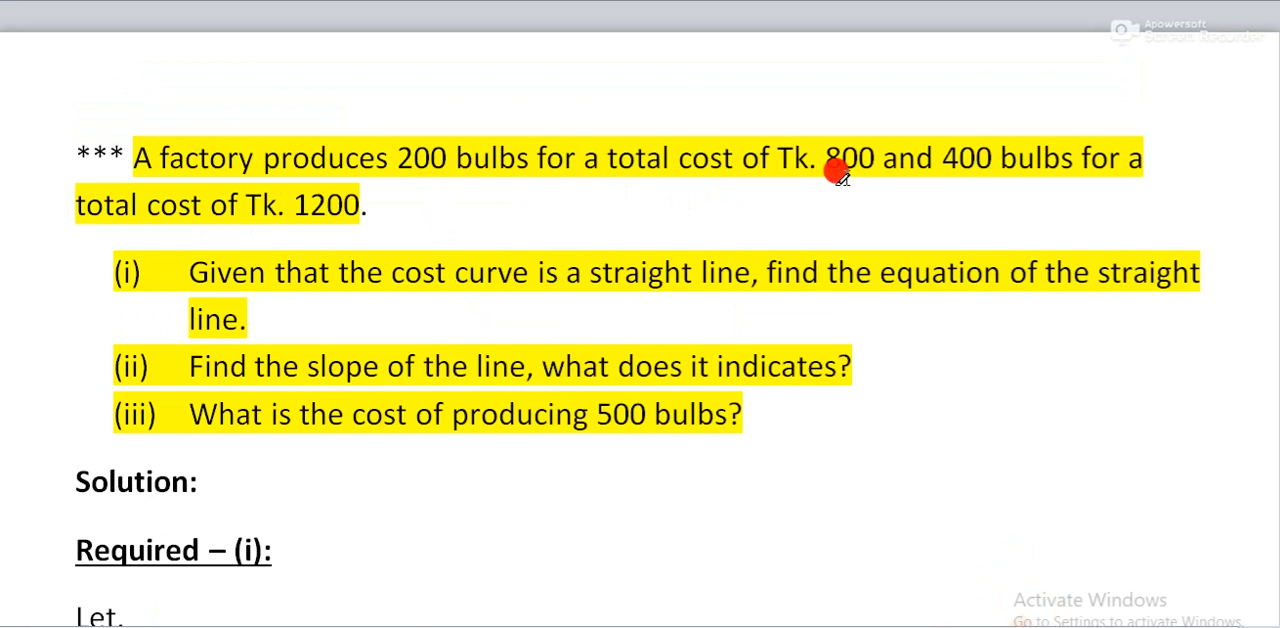 Apowersoft
Screen Recorder
*** A factory produces 200 bulbs for a total cost of Tk. 800 and 400 bulbs for a
total cost of Tk. 1200.
(i) Given that the cost curve is a straight line, find the equation of the straight
line.
(ii) Find the slope of the line, what does it indicates?
(iii) What is the cost of producing 500 bulbs?
Solution:
Required – (i):
Let,
Activate Windows
Go to Settings to activate Windows.